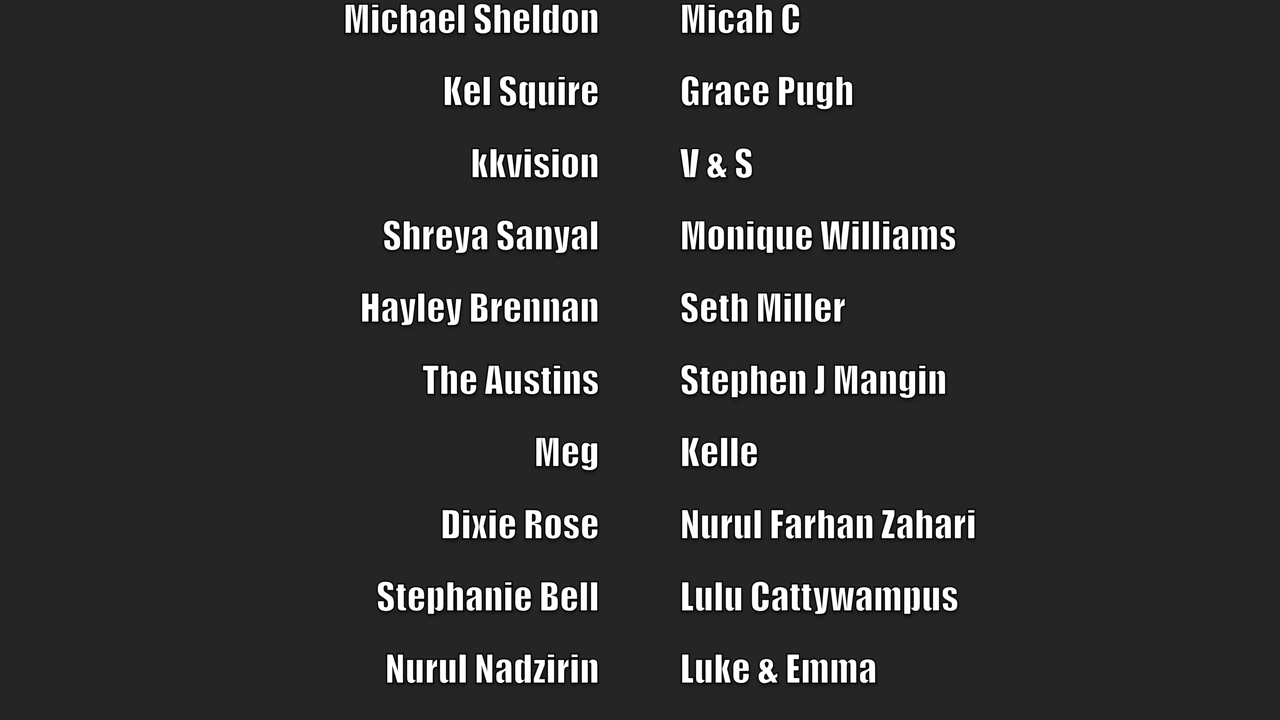 Michael Sheldon Micah C
Kel Squire Grace Pugh
kkvision V & S
Shreya Sanyal Monique Williams
Hayley Brennan Seth Miller
The Austins Stephen J Mangin
Meg Kelle
Dixie Rose Nurul Farhan Zahari
Stephanie Bell Lulu Cattywampus
Nurul Nadzirin Luke & Emma